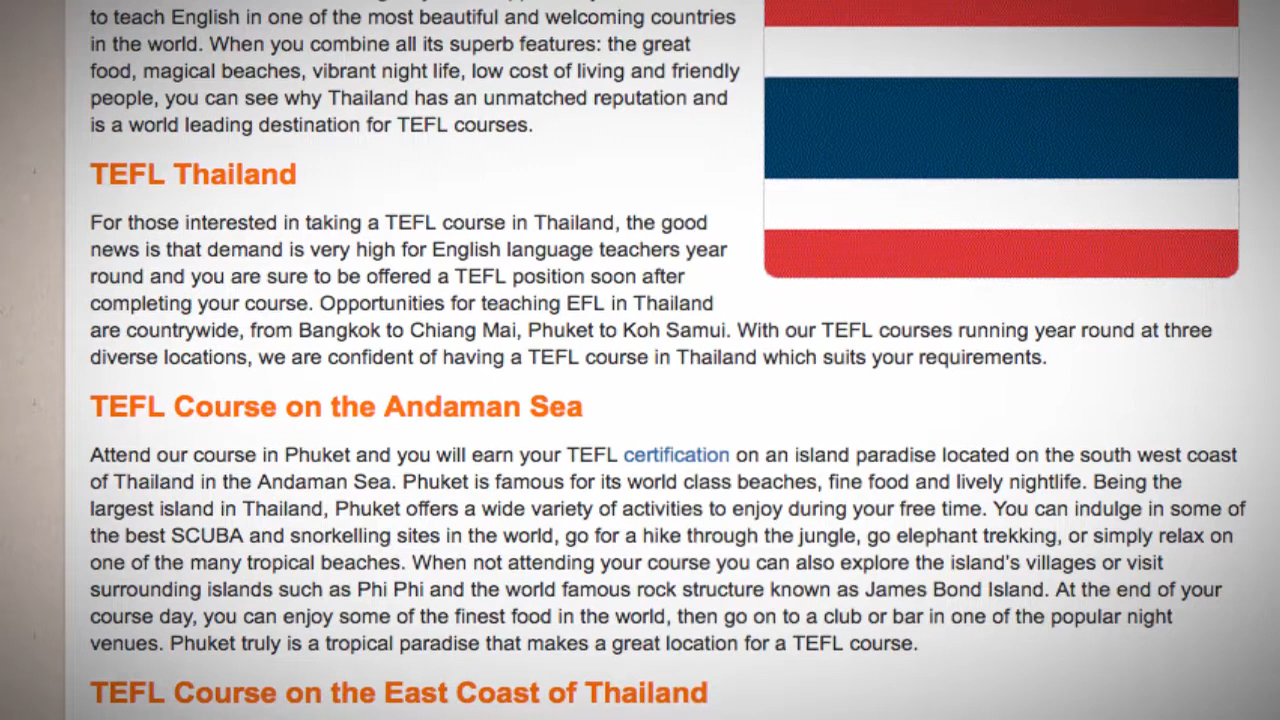 to teach English in one of the most beautiful and welcoming countries
in the world. When you combine all its superb features: the great
food, magical beaches, vibrant night life, low cost of living and friendly
people, you can see why Thailand has an unmatched reputation and
is a world leading destination for TEFL courses.
TEFL Thailand
For those interested in taking a TEFL course in Thailand, the good
news is that demand is very high for English language teachers year
round and you are sure to be offered a TEFL position soon after
completing your course. Opportunities for teaching EFL in Thailand
are countrywide, from Bangkok to Chiang Mai, Phuket to Koh Samui. With our TEFL courses running year round at three
diverse locations, we are confident of having a TEFL course in Thailand which suits your requirements.
TEFL Course on the Andaman Sea
Attend our course in Phuket and you will earn your TEFL certification on an island paradise located on the south west coast
of Thailand in the Andaman Sea. Phuket is famous for its world class beaches, fine food and lively nightlife. Being the
largest island in Thailand, Phuket offers a wide variety of activities to enjoy during your free time. You can indulge in some of
the best SCUBA and snorkelling sites in the world, go for a hike through the jungle, go elephant trekking, or simply relax on
one of the many tropical beaches. When not attending your course you can also explore the island's villages or visit
surrounding islands such as Phi Phi and the world famous rock structure known as James Bond Island. At the end of your
course day, you can enjoy some of the finest food in the world, then go on to a club or bar in one of the popular night
venues. Phuket truly is a tropical paradise that makes a great location for a TEFL course.
TEFL Course on the East Coast of Thailand